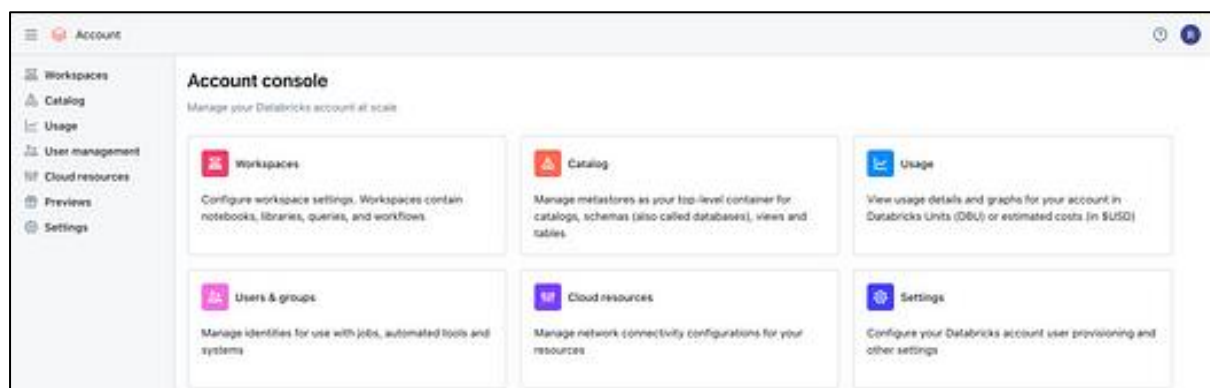 Account
Workspaces
Catalog
Usage
User management
Cloud resources
Previews
Settings
Account console
Manage your Databricks account at scale
Workspaces
Configure workspace settings. Workspaces contain
notebooks, libraries, queries, and workflows
Catalog
Manage metastores as your top-level container for
catalogs, schemas (also called databases), views and
tables
Usage
View usage details and graphs for your account in
Databricks Units (DBU) or estimated costs (in $USD)
Users & groups
Manage identities for use with jobs, automated tools and
systems
Cloud resources
Manage network connectivity configurations for your
resources
Settings
Configure your Databricks account user provisioning and
other settings